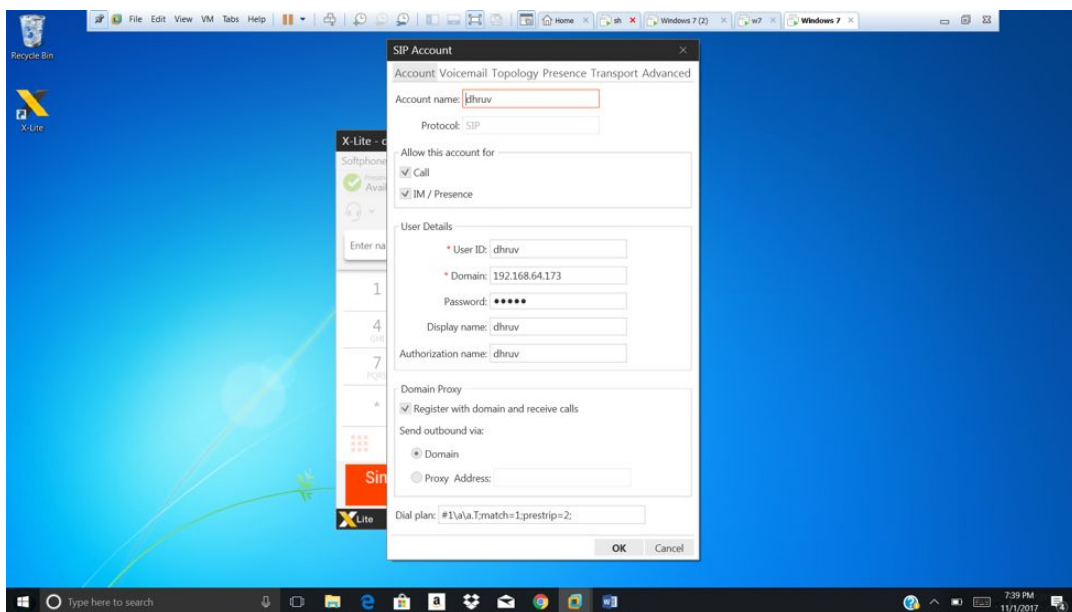 File Edit View VM Tabs Help Home sh Windows 7 (2) w7 Windows 7
Recycle Bin
X-Lite
X-Lite -
Softphone
Avail
Enter na
1
4
GHI
7
PQRS
Sin
XLite
SIP Account
Account Voicemail Topology Presence Transport Advanced
Account name: dhruv
Protocol: SIP
Allow this account for
Call
IM / Presence
User Details
* User ID: dhruv
* Domain: 192.168.64.173
Password: •••••
Display name: dhruv
Authorization name: dhruv
Domain Proxy
Register with domain and receive calls
Send outbound via:
Domain
Proxy Address:
Dial plan: #1\a\a.T;match=1;prestrip=2;
OK Cancel
Type here to search
7:39 PM
11/1/2017